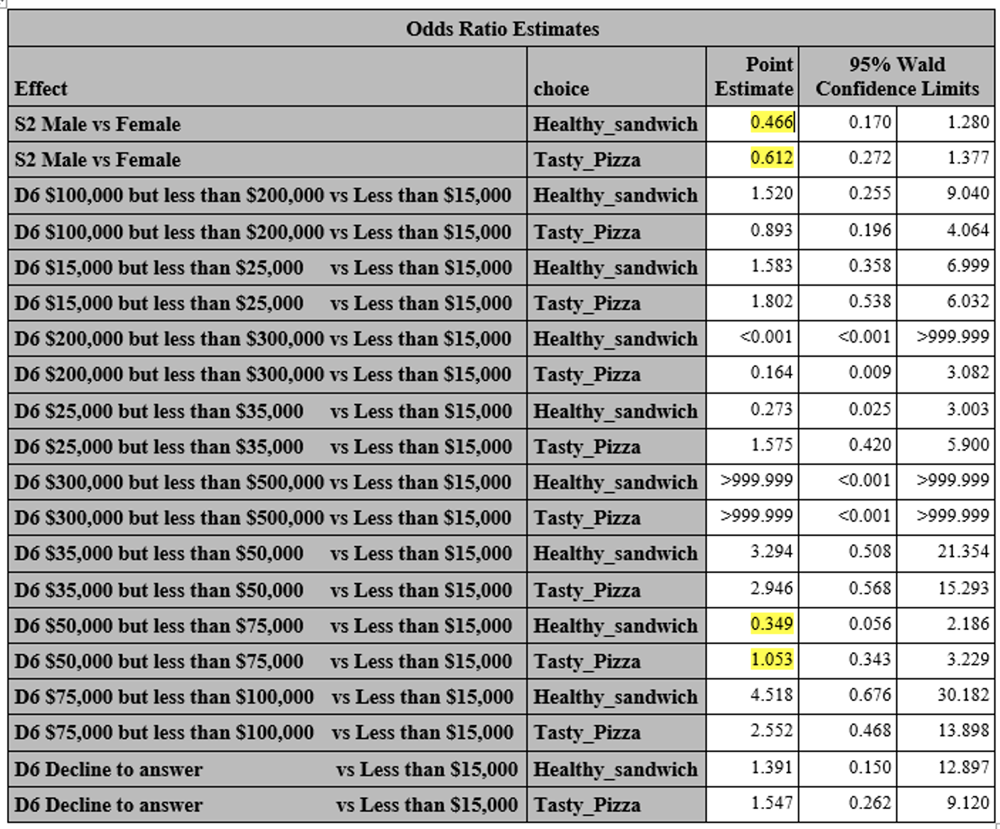 Odds Ratio Estimates
Effect choice Point Estimate 95% Wald Confidence Limits
S2 Male vs Female Healthy_sandwich 0.466 0.170 1.280
S2 Male vs Female Tasty_Pizza 0.612 0.272 1.377
D6 $100,000 but less than $200,000 vs Less than $15,000 Healthy_sandwich 1.520 0.255 9.040
D6 $100,000 but less than $200,000 vs Less than $15,000 Tasty_Pizza 0.893 0.196 4.064
D6 $15,000 but less than $25,000 vs Less than $15,000 Healthy_sandwich 1.583 0.358 6.999
D6 $15,000 but less than $25,000 vs Less than $15,000 Tasty_Pizza 1.802 0.538 6.032
D6 $200,000 but less than $300,000 vs Less than $15,000 Healthy_sandwich <0.001 <0.001 >999.999
D6 $200,000 but less than $300,000 vs Less than $15,000 Tasty_Pizza 0.164 0.009 3.082
D6 $25,000 but less than $35,000 vs Less than $15,000 Healthy_sandwich 0.273 0.025 3.003
D6 $25,000 but less than $35,000 vs Less than $15,000 Tasty_Pizza 1.575 0.420 5.900
D6 $300,000 but less than $500,000 vs Less than $15,000 Healthy_sandwich >999.999 <0.001 >999.999
D6 $300,000 but less than $500,000 vs Less than $15,000 Tasty_Pizza >999.999 <0.001 >999.999
D6 $35,000 but less than $50,000 vs Less than $15,000 Healthy_sandwich 3.294 0.508 21.354
D6 $35,000 but less than $50,000 vs Less than $15,000 Tasty_Pizza 2.946 0.568 15.293
D6 $50,000 but less than $75,000 vs Less than $15,000 Healthy_sandwich 0.349 0.056 2.186
D6 $50,000 but less than $75,000 vs Less than $15,000 Tasty_Pizza 1.053 0.343 3.229
D6 $75,000 but less than $100,000 vs Less than $15,000 Healthy_sandwich 4.518 0.676 30.182
D6 $75,000 but less than $100,000 vs Less than $15,000 Tasty_Pizza 2.552 0.468 13.898
D6 Decline to answer vs Less than $15,000 Healthy_sandwich 1.391 0.150 12.897
D6 Decline to answer vs Less than $15,000 Tasty_Pizza 1.547 0.262 9.120